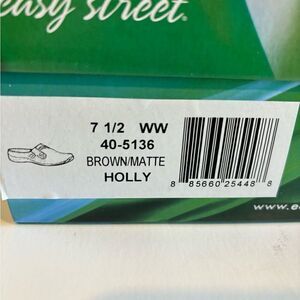 easy street®
7 1/2 WW
40-5136
BROWN/MATTE
HOLLY
8 85660 25448 8
www.e